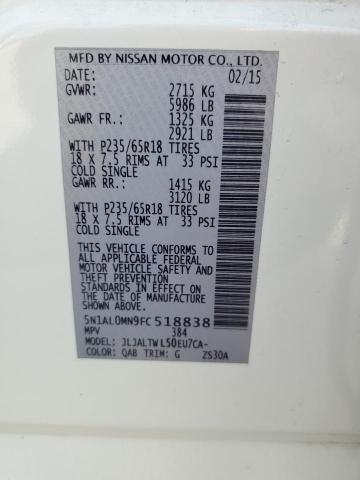 MFD BY NISSAN MOTOR CO., LTD.
DATE: 02/15
GVWR: 2715 KG
5986 LB
GAWR FR.: 1325 KG
2921 LB
WITH P235/65R18 TIRES
18 X 7.5 RIMS AT 33 PSI
COLD SINGLE
GAWR RR.: 1415 KG
3120 LB
WITH P235/65R18 TIRES
18 X 7.5 RIMS AT 33 PSI
COLD SINGLE
THIS VEHICLE CONFORMS TO
ALL APPLICABLE FEDERAL
MOTOR VEHICLE SAFETY
STANDARDS IN EFFECT ON
THE DATE OF MANUFACTURE
SHOWN ABOVE. AND THEFT
PREVENTION STANDARD
5N1AL0MN9FC518838
MPV 384
MODEL: JLJALTWL50EU7CA-
COLOR: QAB TRIM: G ZS30A